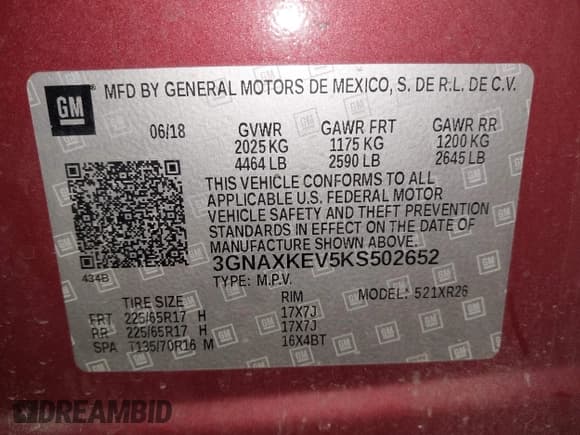 GM
MFD BY GENERAL MOTORS DE MEXICO, S. DE R.L. DE C.V.
06/18 GVWR GAWR FRT GAWR RR
2025 KG 1175 KG 1200 KG
4464 LB 2590 LB 2645 LB
THIS VEHICLE CONFORMS TO ALL
APPLICABLE U.S. FEDERAL MOTOR
VEHICLE SAFETY AND THEFT PREVENTION
STANDARDS IN EFFECT ON THE DATE OF
MANUFACTURE SHOWN ABOVE.
3GNAXKEV5KS502652
434B
TYPE: M.P.V. MODEL: 521XR26
TIRE SIZE RIM
FRT 225/65R17 H 17X7J
RR 225/65R17 H 17X7J
SPA T135/70R16 M 16X4BT
DREAMBID
dreambid.com